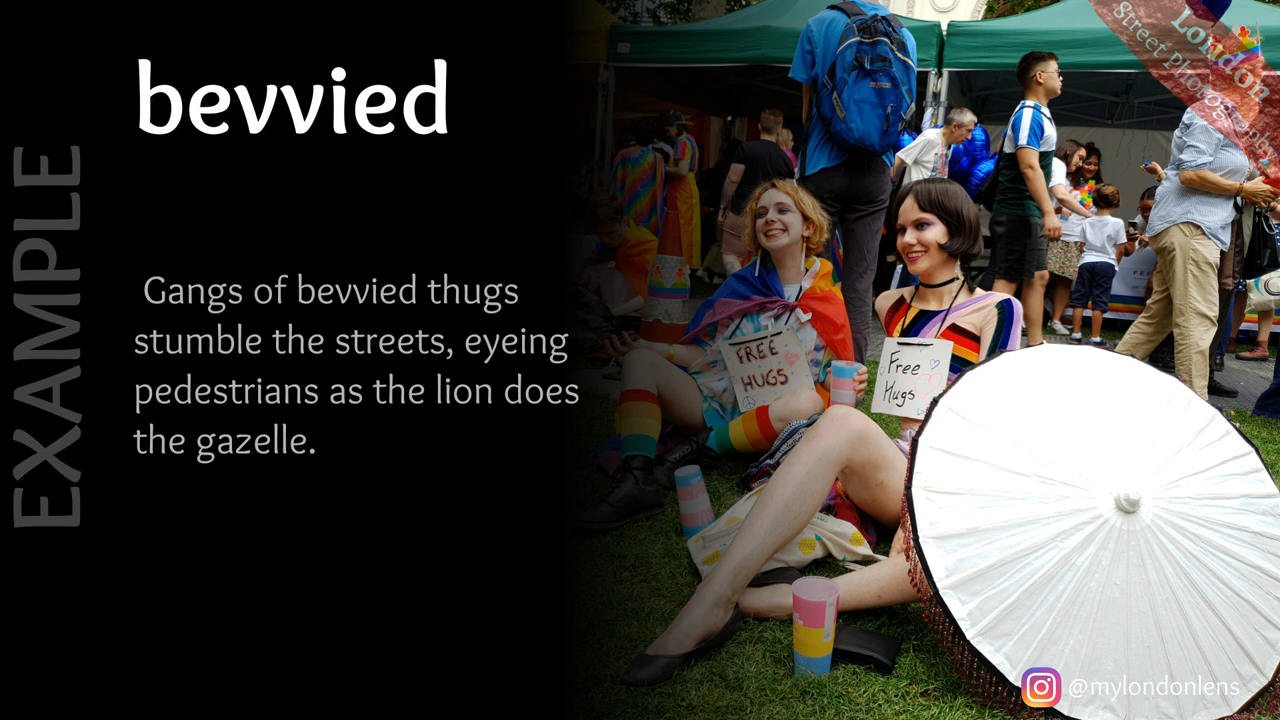 bevvied
EXAMPLE
Gangs of bevvied thugs
stumble the streets, eyeing
pedestrians as the lion does
the gazelle.
London
Street Photography
FREE
HUGS
Free
Hugs
@mylondonlens